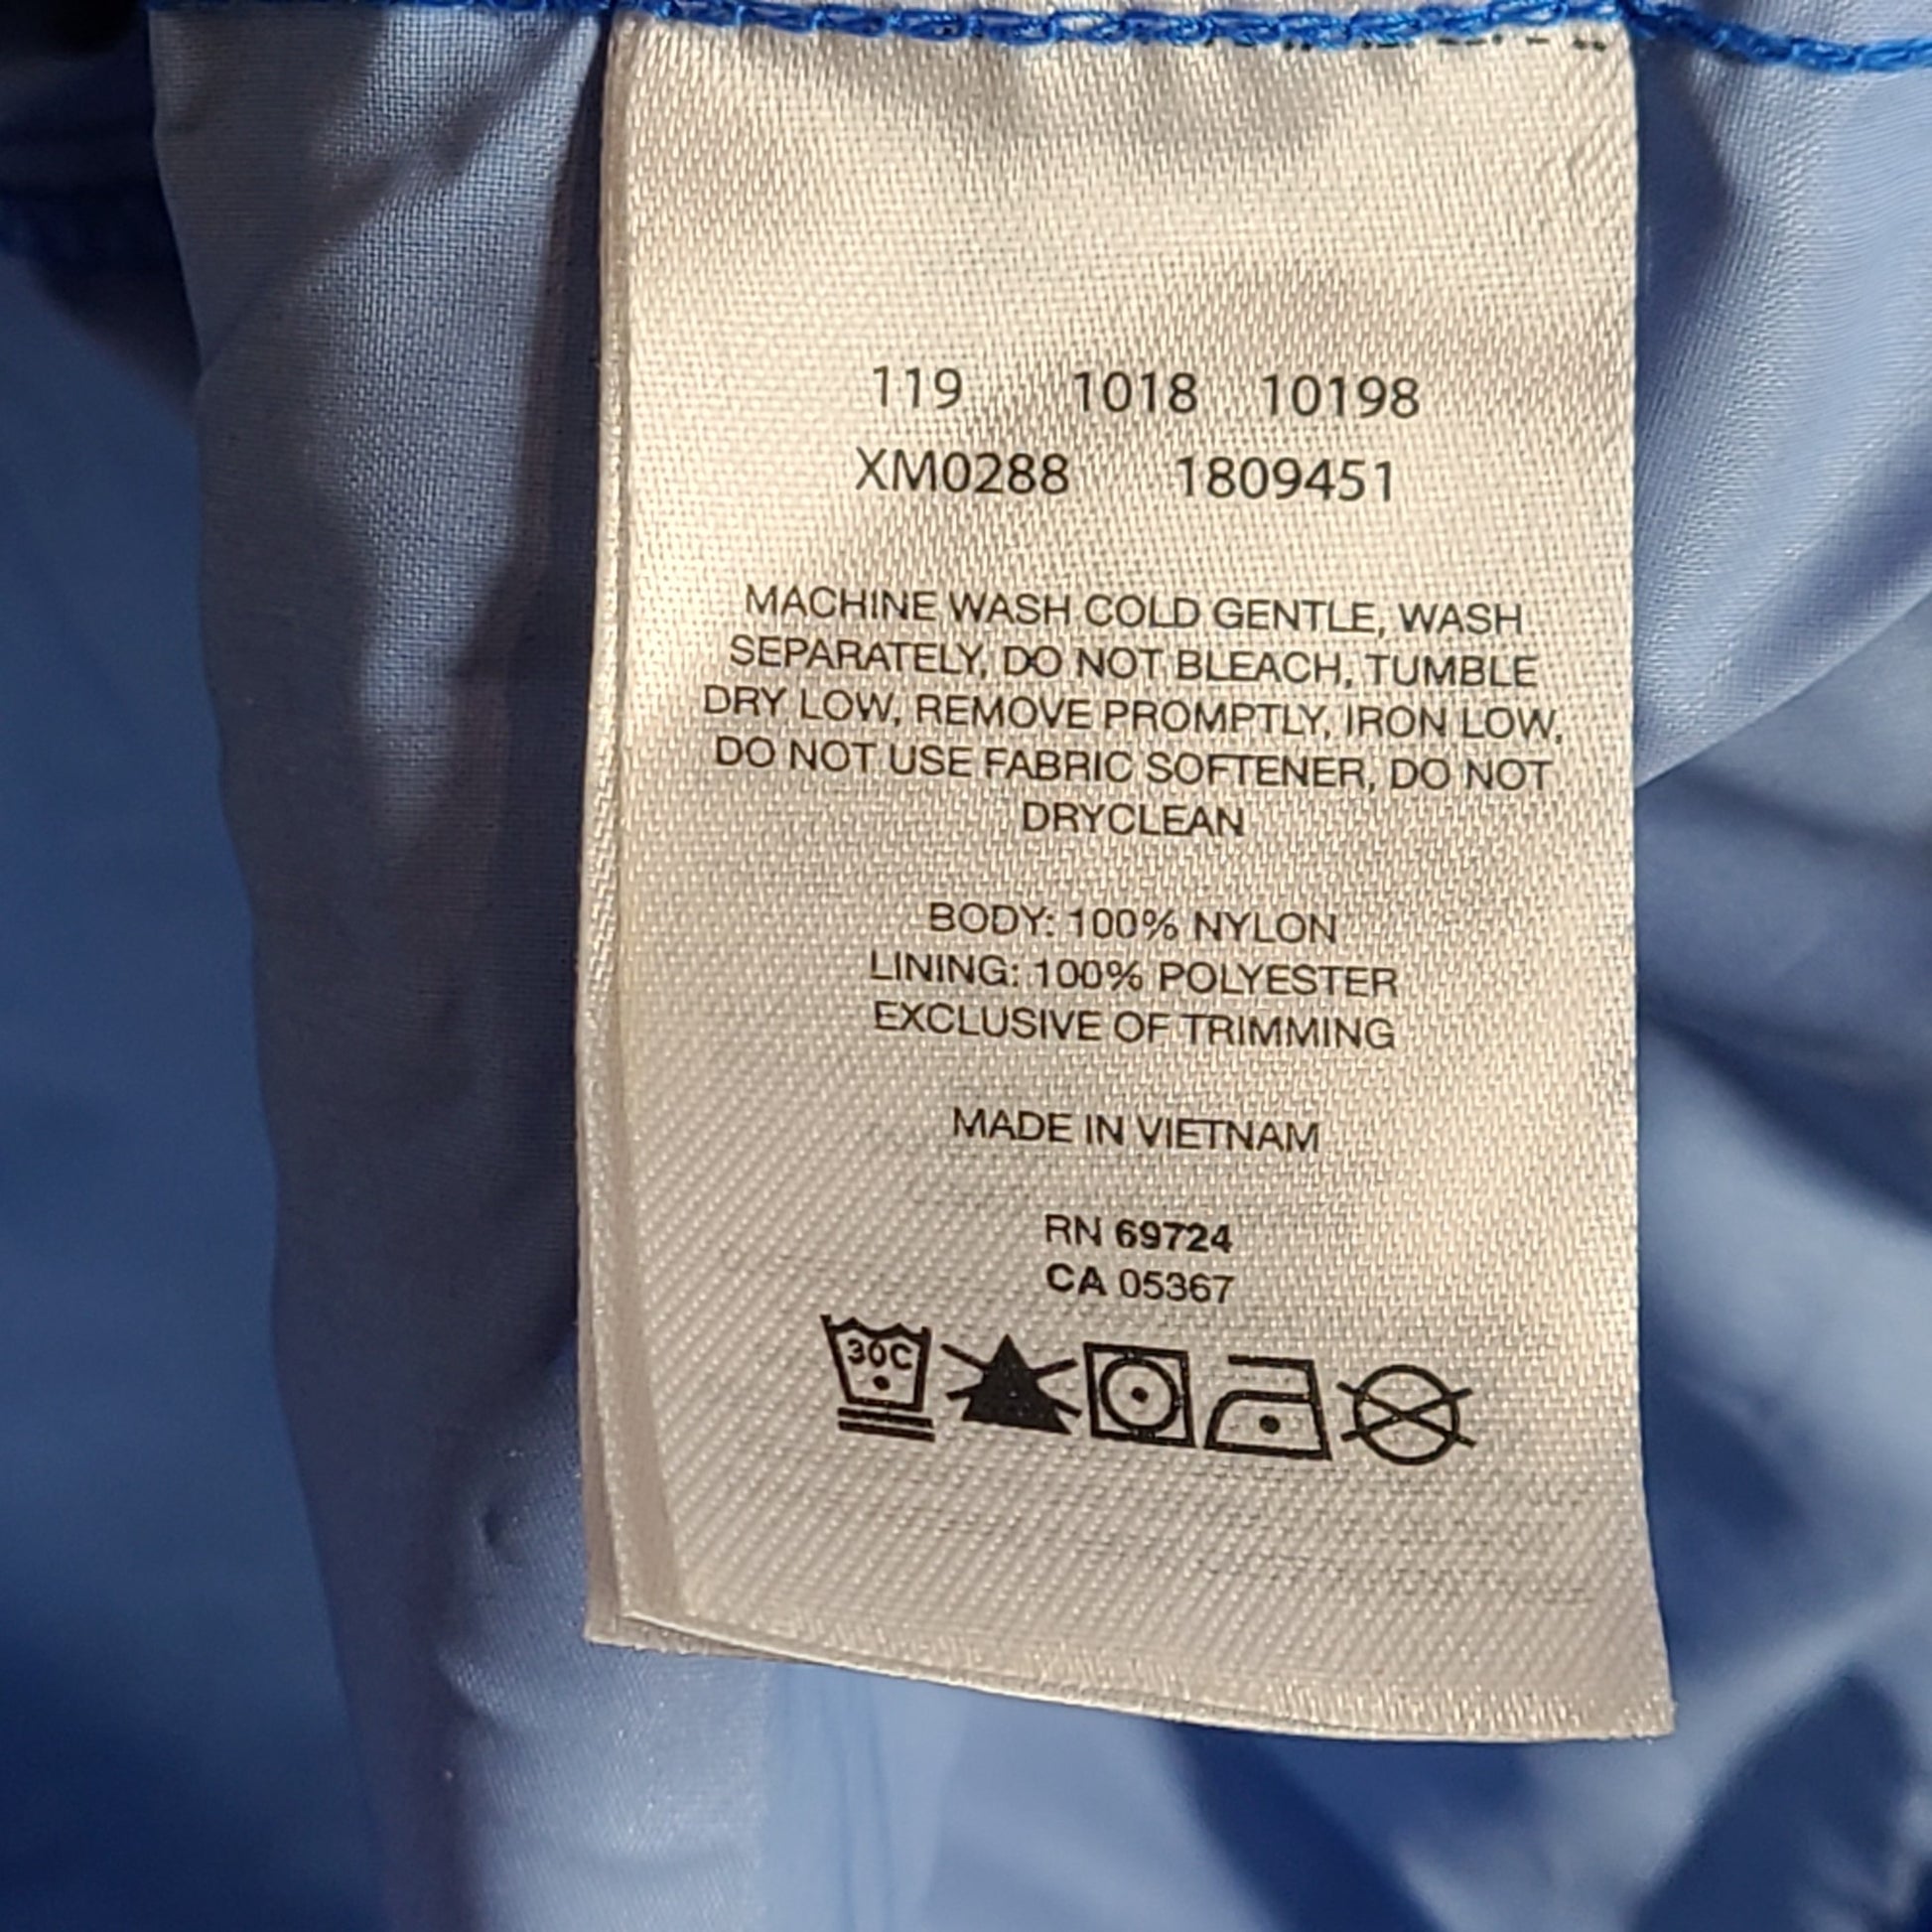 119 1018 10198
XM0288 1809451
MACHINE WASH COLD GENTLE, WASH
SEPARATELY, DO NOT BLEACH, TUMBLE
DRY LOW, REMOVE PROMPTLY, IRON LOW,
DO NOT USE FABRIC SOFTENER, DO NOT
DRYCLEAN
BODY: 100% NYLON
LINING: 100% POLYESTER
EXCLUSIVE OF TRIMMING
MADE IN VIETNAM
RN 69724
CA 05367
30C